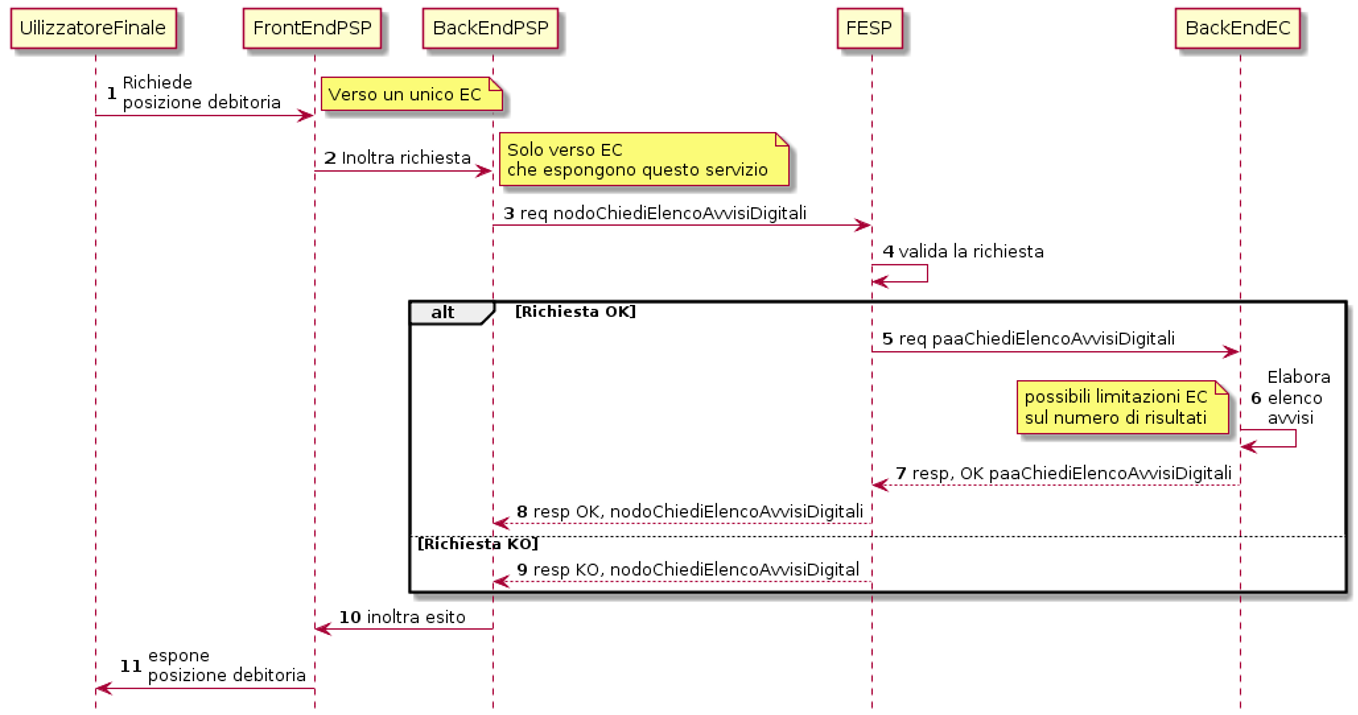 UilizzatoreFinale
FrontEndPSP
BackEndPSP
FESP
BackEndEC
1 Richiede
posizione debitoria
Verso un unico EC
2 Inoltra richiesta
Solo verso EC
che espongono questo servizio
3 req nodoChiediElencoAvvisiDigitali
4 valida la richiesta
alt
[Richiesta OK]
5 req paaChiediElencoAvvisiDigitali
possibili limitazioni EC
sul numero di risultati
6 Elabora
elenco
avvisi
7 resp, OK paaChiediElencoAvvisiDigitali
8 resp OK, nodoChiediElencoAvvisiDigitali
[Richiesta KO]
9 resp KO, nodoChiediElencoAvvisiDigital
10 inoltra esito
11 espone
posizione debitoria